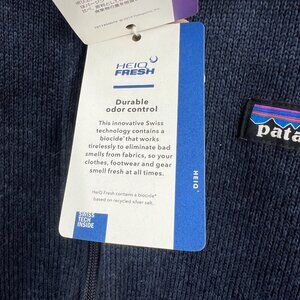 HEIQ
FRESH
Durable
odor control
This innovative Swiss
technology contains a
biocide* that works
tirelessly to eliminate bad
smells from fabrics, so your
clothes, footwear and gear
smell fresh at all times.
HeiQ Fresh contains a biocide*
based on recycled silver salt.
SWISS
TECH
INSIDE
HEIQ
pata